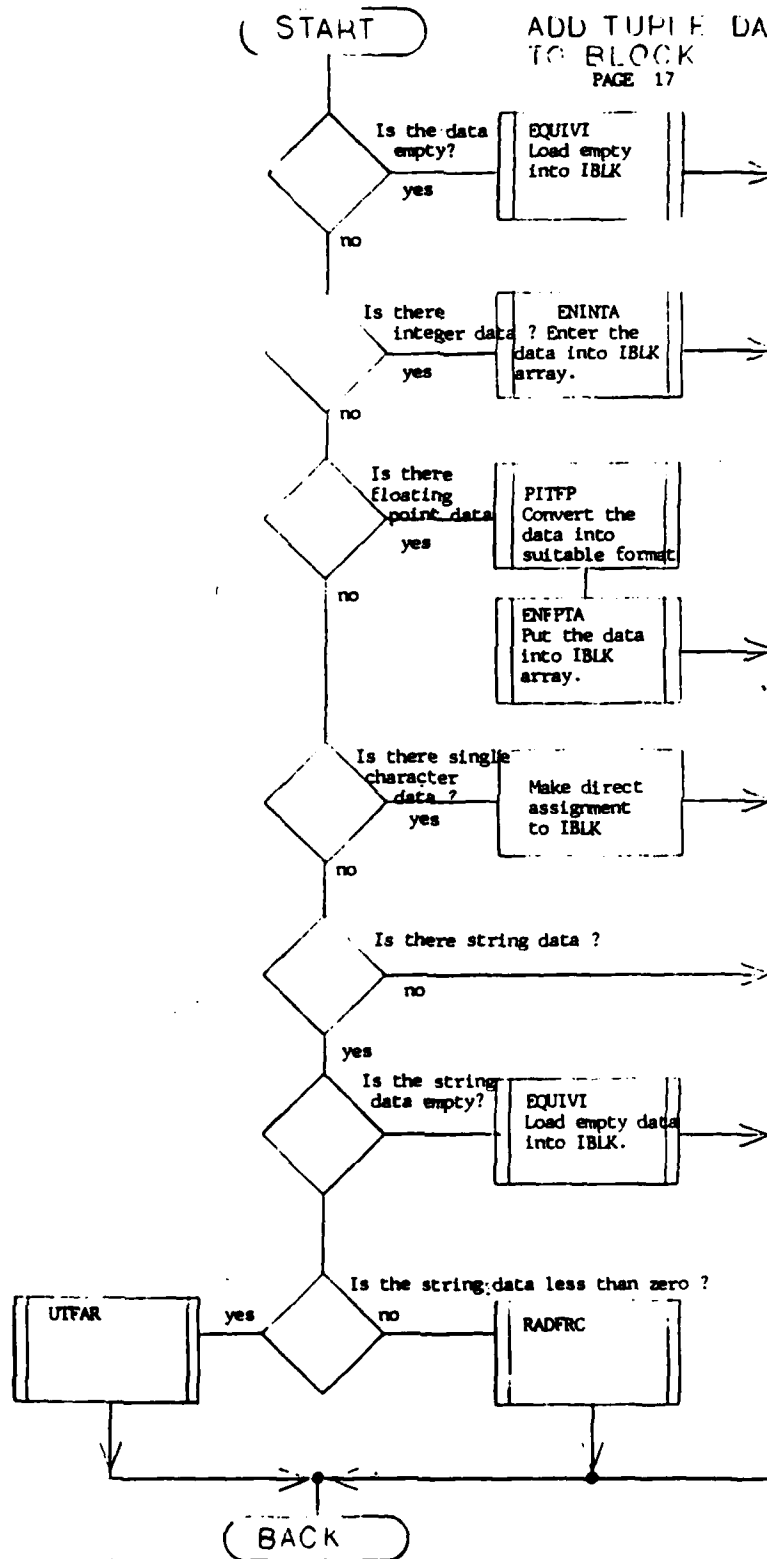 START
ADD TUPLE DA
TO BLOCK
PAGE 17
Is the data
empty?
yes
no
EQUIVI
Load empty
into IBLK
Is there
integer data ?
yes
no
ENINTA
Enter the
data into IBLK
array.
Is there
floating
point data
yes
no
PITFP
Convert the
data into
suitable format
ENFPTA
Put the data
into IBLK
array.
Is there single
character
data ?
yes
no
Make direct
assignment
to IBLK
Is there string data ?
no
yes
Is the string
data empty?
EQUIVI
Load empty data
into IBLK.
Is the string data less than zero ?
yes
no
UTFAR
RADFRC
BACK